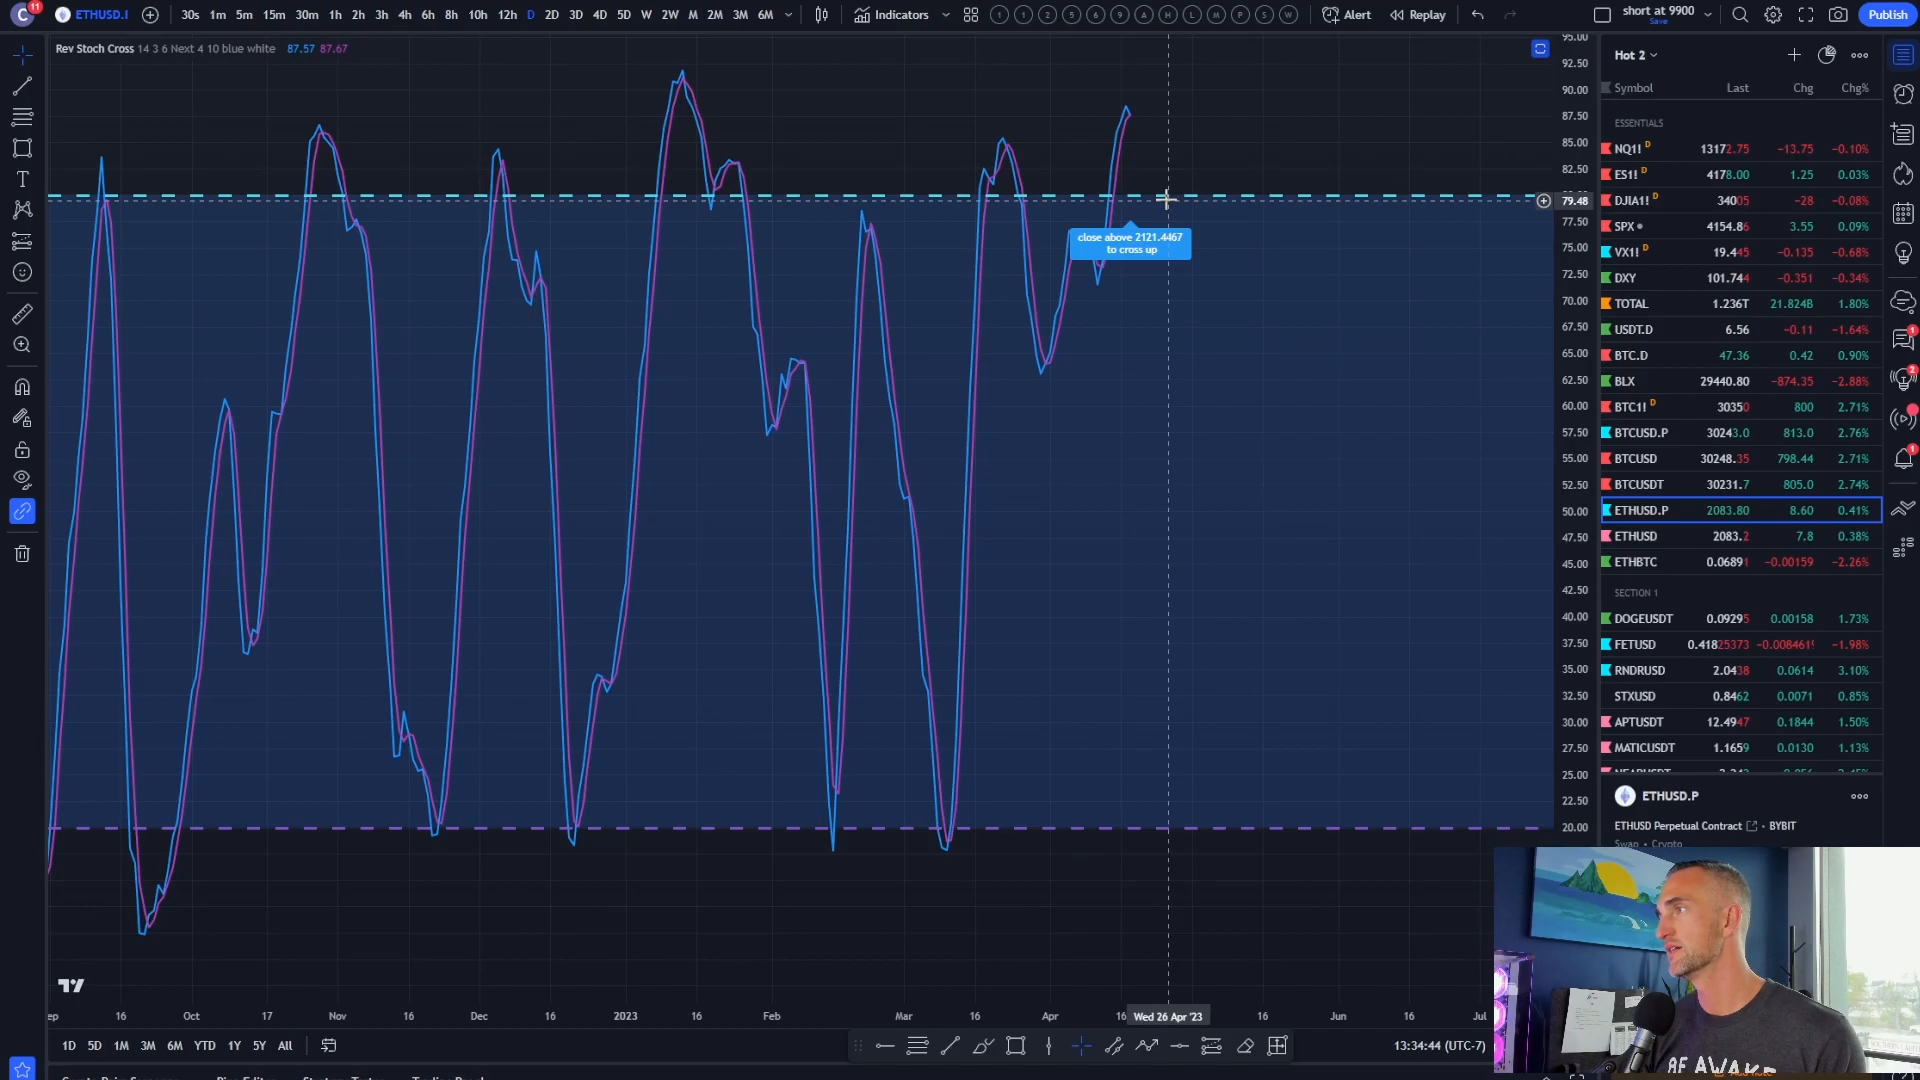 C 11 ETHUSD.I 30s 1m 5m 15m 30m 1h 2h 3h 4h 6h 8h 10h 12h D 2D 3D 4D 5D W 2W M 2M 3M 6M Indicators 1 1 2 5 6 9 A H L M P S W Alert Replay short at 9900 Publish
Save
Rev Stoch Cross 14 3 6 Next 4 10 blue white 87.57 87.67
close above 2121.4467
to cross up
95.00
92.50
90.00
87.50
85.00
82.50
79.48
77.50
75.00
72.50
70.00
67.50
65.00
62.50
60.00
57.50
55.00
52.50
50.00
47.50
45.00
42.50
40.00
37.50
35.00
32.50
30.00
27.50
25.00
22.50
20.00
16 Oct 17 Nov 16 Dec 16 2023 16 Feb Mar 16 Apr 16 Wed 26 Apr '23 16 Jun 16 Jul
1D 5D 1M 3M 6M YTD 1Y 5Y All 13:34:44 (UTC-7)
Hot 2
Symbol Last Chg Chg%
ESSENTIALS
NQ1! D 13172.75 −13.75 −0.10%
ES1! D 4178.00 1.25 0.03%
DJIA1! D 34005 −28 −0.08%
SPX 4154.86 3.55 0.09%
VX1! D 19.445 −0.135 −0.68%
DXY 101.744 −0.351 −0.34%
TOTAL 1.236T 21.824B 1.80%
USDT.D 6.56 −0.11 −1.64%
BTC.D 47.36 0.42 0.90%
BLX 29440.80 −874.35 −2.88%
BTC1! D 30350 800 2.71%
BTCUSD.P 30243.0 813.0 2.76%
BTCUSD 30248.35 798.44 2.71%
BTCUSDT 30231.7 805.0 2.74%
ETHUSD.P 2083.80 8.60 0.41%
ETHUSD 2083.2 7.8 0.38%
ETHBTC 0.06891 −0.00159 −2.26%
SECTION 1
DOGEUSDT 0.09295 0.00158 1.73%
FETUSD 0.41825373 −0.008461 −1.98%
RNDRUSD 2.0438 0.0614 3.10%
STXUSD 0.8462 0.0071 0.85%
APTUSDT 12.4947 0.1844 1.50%
MATICUSDT 1.1659 0.0130 1.13%
ETHUSD.P
ETHUSD Perpetual Contract • BYBIT
Swap • Crypto
BE AWAKE